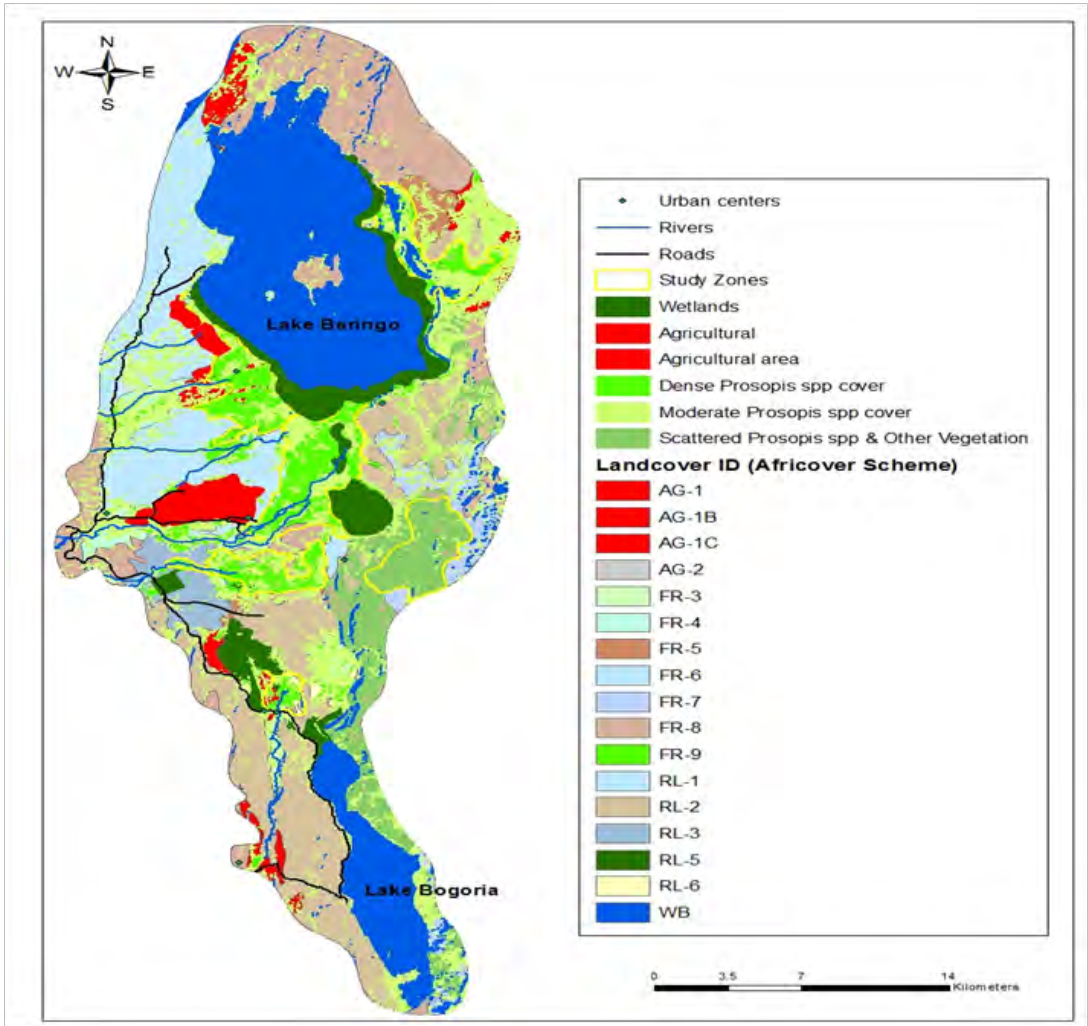 N
W E
S
Lake Baringo
Lake Bogoria
Urban centers
Rivers
Roads
Study Zones
Wetlands
Agricultural
Agricultural area
Dense Prosopis spp cover
Moderate Prosopis spp cover
Scattered Prosopis spp & Other Vegetation
Landcover ID (Africover Scheme)
AG-1
AG-1B
AG-1C
AG-2
FR-3
FR-4
FR-5
FR-6
FR-7
FR-8
FR-9
RL-1
RL-2
RL-3
RL-5
RL-6
WB
0 3.5 7 14
Kilometers